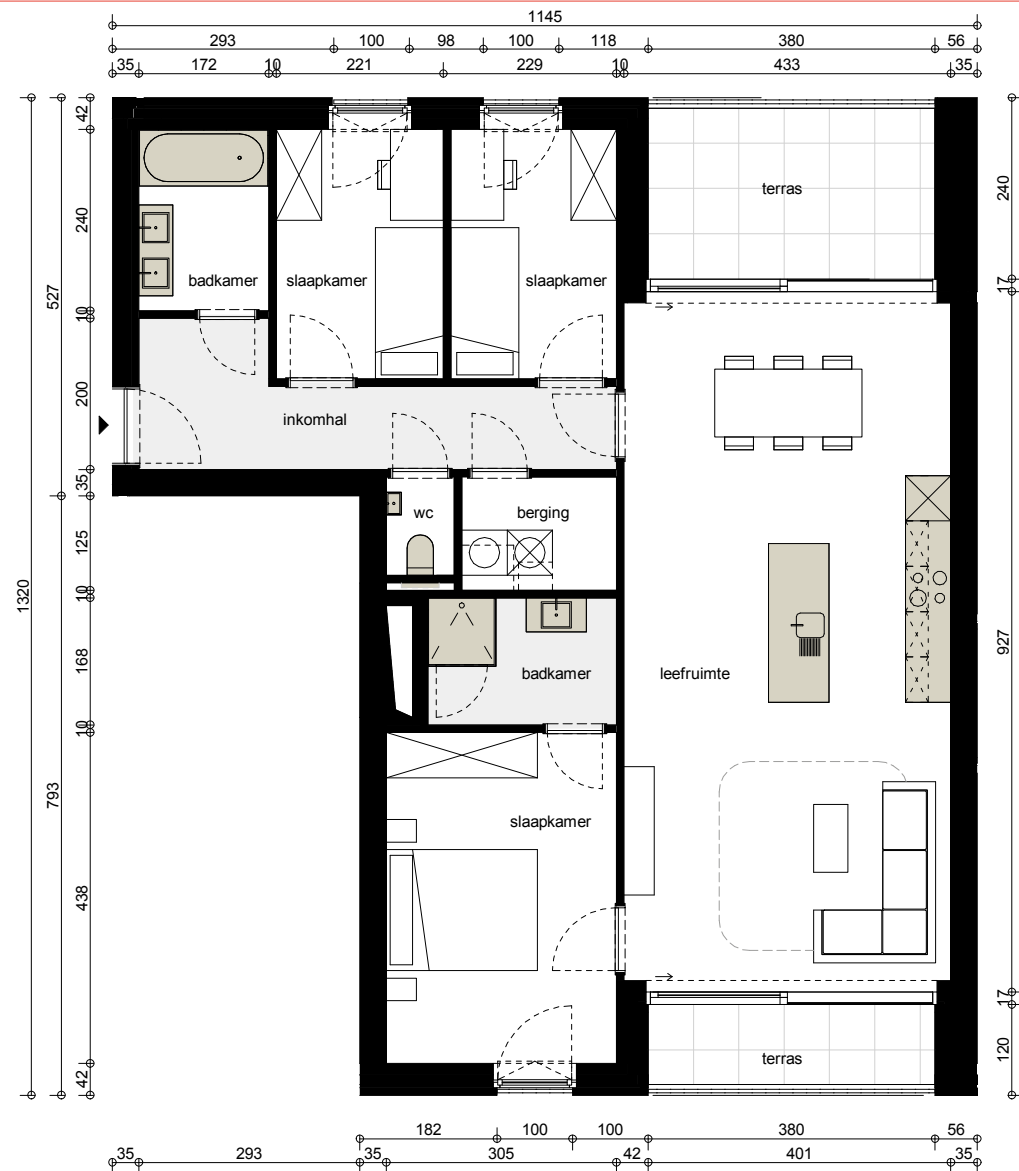 1145
293 100 98 100 118 380 56
35 172 10 221 229 10 433 35
42
240
10
200
35
125
10
168
10
438
42
527
793
1320
240
17
927
17
120
terras
badkamer slaapkamer slaapkamer
inkomhal
wc berging
badkamer leefruimte
slaapkamer
terras
182 100 100 380 56
35 293 35 305 42 401 35